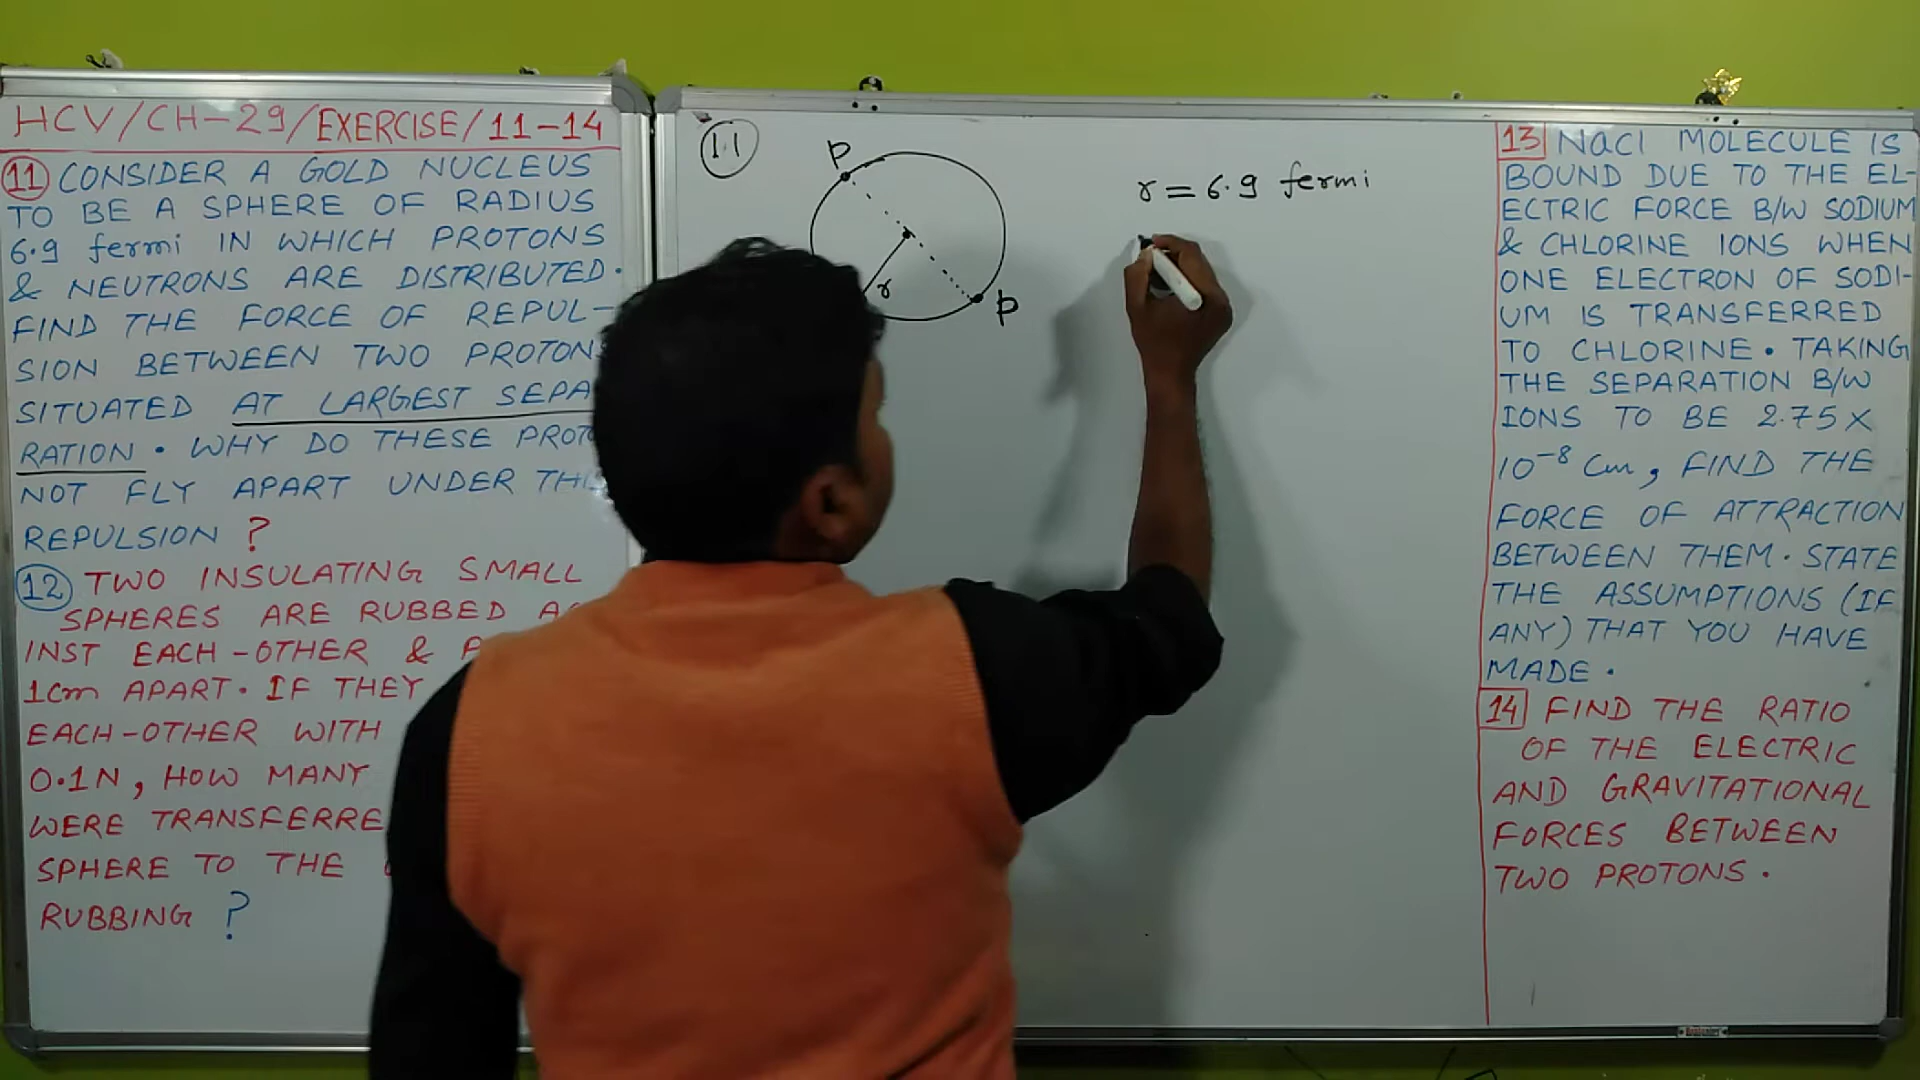 HCV/CH-29/EXERCISE/11-14
11 CONSIDER A GOLD NUCLEUS
TO BE A SPHERE OF RADIUS
6.9 fermi IN WHICH PROTONS
& NEUTRONS ARE DISTRIBUTED.
FIND THE FORCE OF REPUL-
SION BETWEEN TWO PROTON
SITUATED AT LARGEST SEPA
RATION. WHY DO THESE PROT
NOT FLY APART UNDER THI
REPULSION ?
12 TWO INSULATING SMALL
SPHERES ARE RUBBED A
INST EACH-OTHER &
1cm APART. IF THEY
EACH-OTHER WITH
0.1N, HOW MANY
WERE TRANSFERRE
SPHERE TO THE
RUBBING ?
11
p
r
p
r = 6.9 fermi
13 NaCl MOLECULE IS
BOUND DUE TO THE EL-
ECTRIC FORCE B/W SODIUM
& CHLORINE IONS WHEN
ONE ELECTRON OF SODI-
UM IS TRANSFERRED
TO CHLORINE. TAKING
THE SEPARATION B/W
IONS TO BE 2.75 X
10⁻⁸ Cm, FIND THE
FORCE OF ATTRACTION
BETWEEN THEM. STATE
THE ASSUMPTIONS (IF
ANY) THAT YOU HAVE
MADE.
14 FIND THE RATIO
OF THE ELECTRIC
AND GRAVITATIONAL
FORCES BETWEEN
TWO PROTONS.